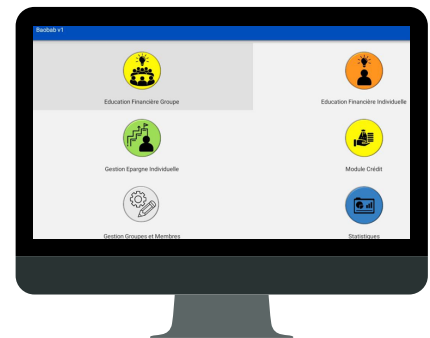 Baobab v1
Education Financière Groupe
Education Financière Individuelle
Gestion Epargne Individuelle
Module Crédit
Gestion Groupes et Membres
Statistiques